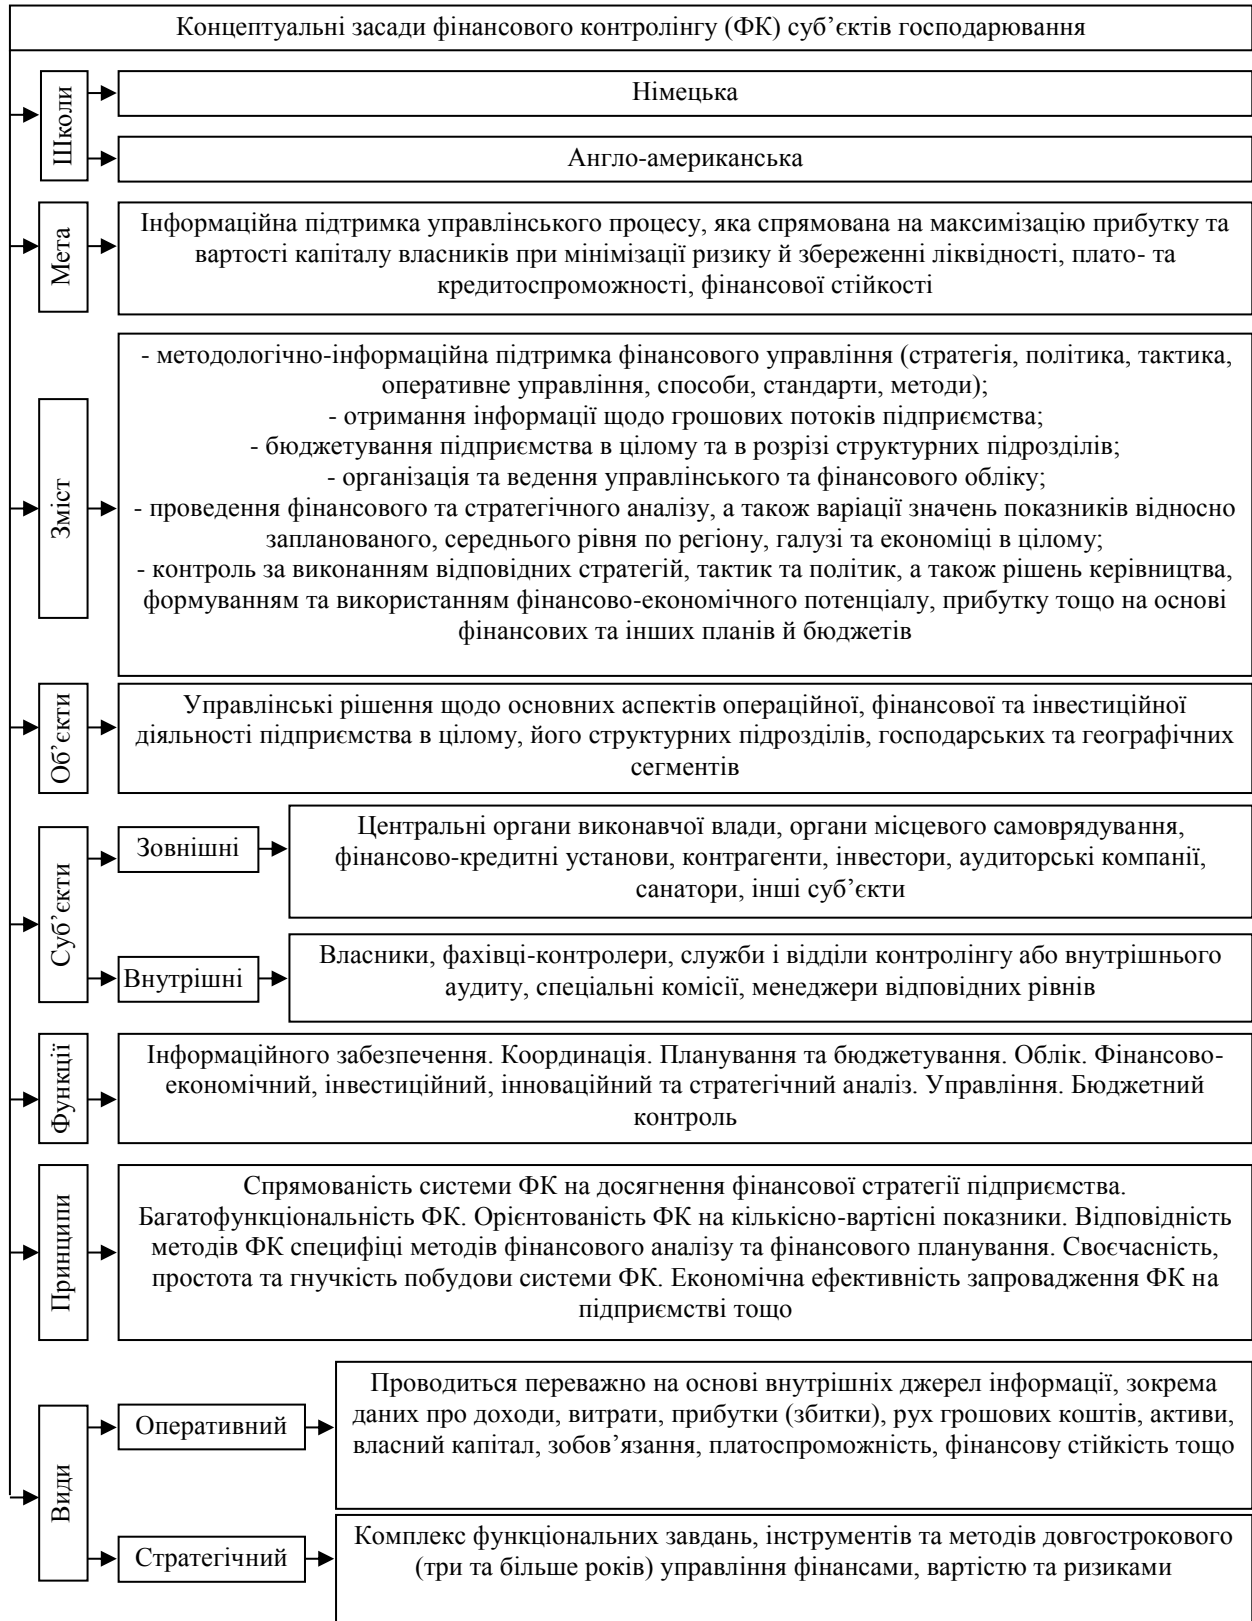 Концептуальні засади фінансового контролінгу (ФК) суб’єктів господарювання
Школи
Німецька
Англо-американська
Мета
Інформаційна підтримка управлінського процесу, яка спрямована на максимізацію прибутку та
вартості капіталу власників при мінімізації ризику й збереженні ліквідності, плато- та
кредитоспроможності, фінансової стійкості
Зміст
- методологічно-інформаційна підтримка фінансового управління (стратегія, політика, тактика,
оперативне управління, способи, стандарти, методи);
- отримання інформації щодо грошових потоків підприємства;
- бюджетування підприємства в цілому та в розрізі структурних підрозділів;
- організація та ведення управлінського та фінансового обліку;
- проведення фінансового та стратегічного аналізу, а також варіації значень показників відносно
запланованого, середнього рівня по регіону, галузі та економіці в цілому;
- контроль за виконанням відповідних стратегій, тактик та політик, а також рішень керівництва,
формуванням та використанням фінансово-економічного потенціалу, прибутку тощо на основі
фінансових та інших планів й бюджетів
Об’єкти
Управлінські рішення щодо основних аспектів операційної, фінансової та інвестиційної
діяльності підприємства в цілому, його структурних підрозділів, господарських та географічних
сегментів
Суб’єкти
Зовнішні
Центральні органи виконавчої влади, органи місцевого самоврядування,
фінансово-кредитні установи, контрагенти, інвестори, аудиторські компанії,
санатори, інші суб’єкти
Внутрішні
Власники, фахівці-контролери, служби і відділи контролінгу або внутрішнього
аудиту, спеціальні комісії, менеджери відповідних рівнів
Функції
Інформаційного забезпечення. Координація. Планування та бюджетування. Облік. Фінансово-
економічний, інвестиційний, інноваційний та стратегічний аналіз. Управління. Бюджетний
контроль
Принципи
Спрямованість системи ФК на досягнення фінансової стратегії підприємства.
Багатофункціональність ФК. Орієнтованість ФК на кількісно-вартісні показники. Відповідність
методів ФК специфіці методів фінансового аналізу та фінансового планування. Своєчасність,
простота та гнучкість побудови системи ФК. Економічна ефективність запровадження ФК на
підприємстві тощо
Види
Оперативний
Проводиться переважно на основі внутрішніх джерел інформації, зокрема
даних про доходи, витрати, прибутки (збитки), рух грошових коштів, активи,
власний капітал, зобов’язання, платоспроможність, фінансову стійкість тощо
Стратегічний
Комплекс функціональних завдань, інструментів та методів довгострокового
(три та більше років) управління фінансами, вартістю та ризиками